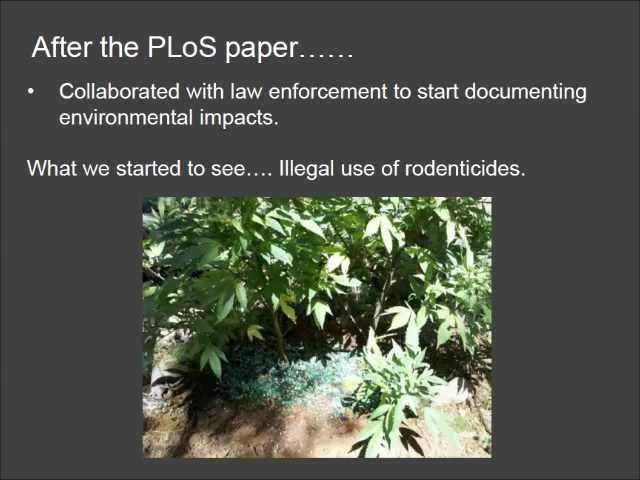 After the PLoS paper……
• Collaborated with law enforcement to start documenting
environmental impacts.
What we started to see…. Illegal use of rodenticides.